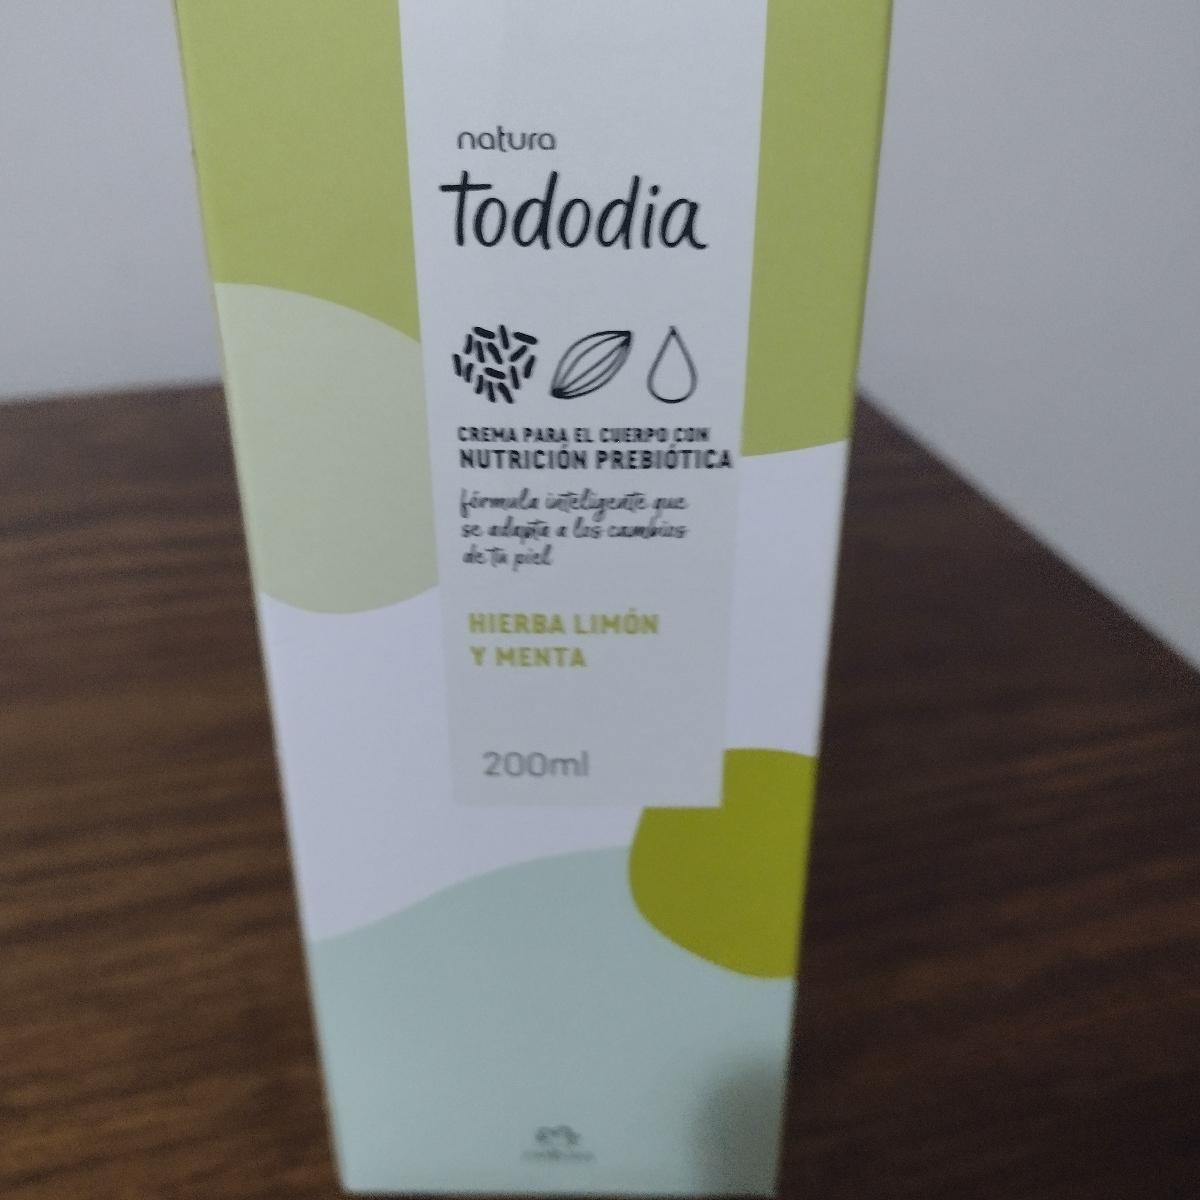 natura
Tododia
CREMA PARA EL CUERPO CON
NUTRICIÓN PREBIÓTICA
fórmula inteligente que
se adapta a los cambios
de tu piel
HIERBA LIMÓN
Y MENTA
200ml